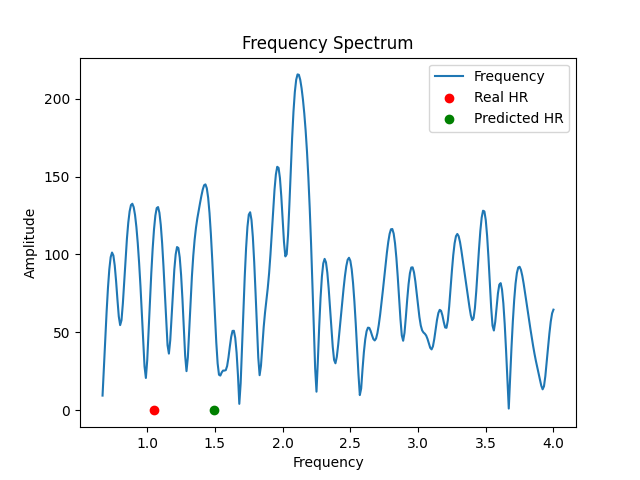 Frequency Spectrum
Frequency
Real HR
Predicted HR
Amplitude
200
150
100
50
0
1.0 1.5 2.0 2.5 3.0 3.5 4.0
Frequency